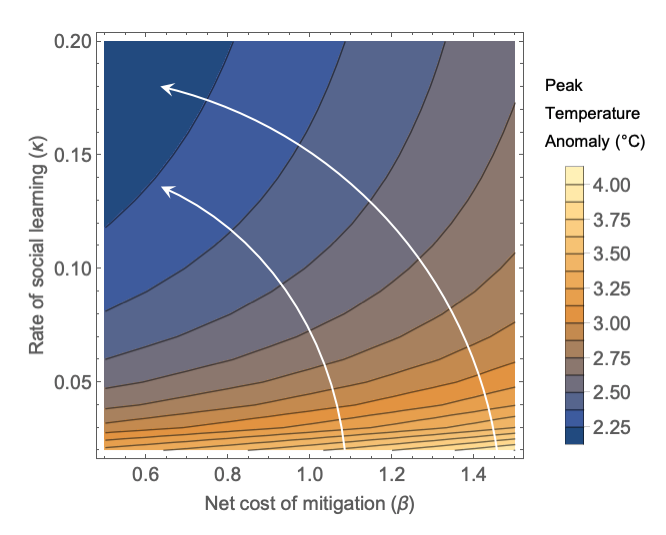 0.20
0.15
0.10
0.05
Rate of social learning (κ)
0.6 0.8 1.0 1.2 1.4
Net cost of mitigation (β)
Peak
Temperature
Anomaly (°C)
4.00
3.75
3.50
3.25
3.00
2.75
2.50
2.25